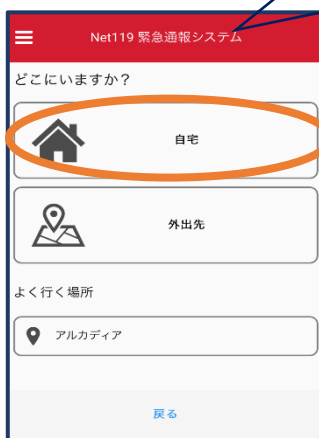 Net119 緊急通報システム
どこにいますか？
自宅
外出先
よく行く場所
アルカディア
戻る